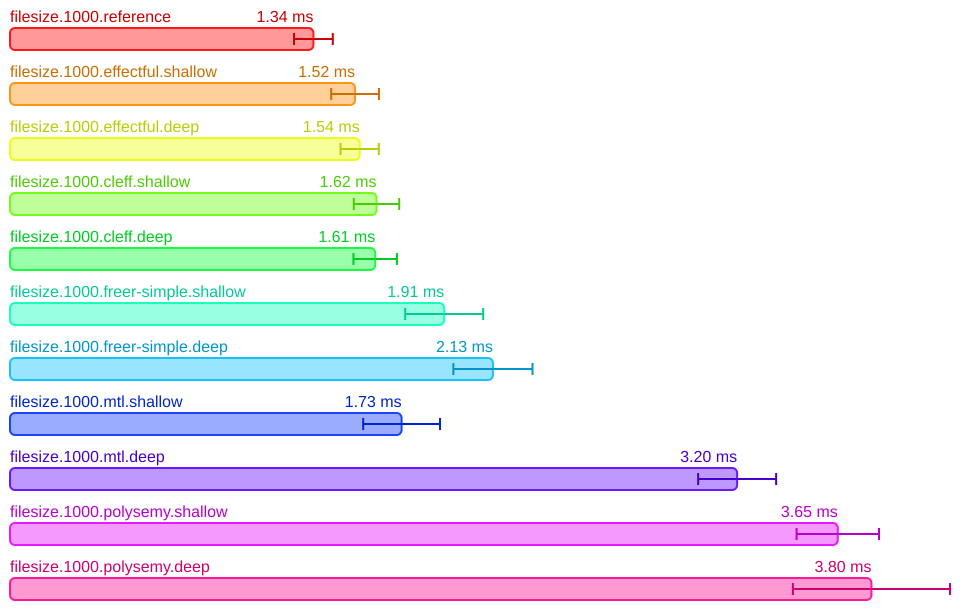 filesize.1000.reference 1.34 ms
filesize.1000.effectful.shallow 1.52 ms
filesize.1000.effectful.deep 1.54 ms
filesize.1000.cleff.shallow 1.62 ms
filesize.1000.cleff.deep 1.61 ms
filesize.1000.freer-simple.shallow 1.91 ms
filesize.1000.freer-simple.deep 2.13 ms
filesize.1000.mtl.shallow 1.73 ms
filesize.1000.mtl.deep 3.20 ms
filesize.1000.polysemy.shallow 3.65 ms
filesize.1000.polysemy.deep 3.80 ms